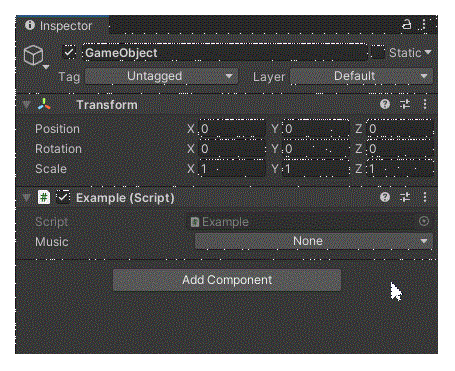 Inspector
GameObject Static
Tag Untagged Layer Default
Transform
Position X 0 Y 0 Z 0
Rotation X 0 Y 0 Z 0
Scale X 1 Y 1 Z 1
# Example (Script)
Script # Example
Music None
Add Component